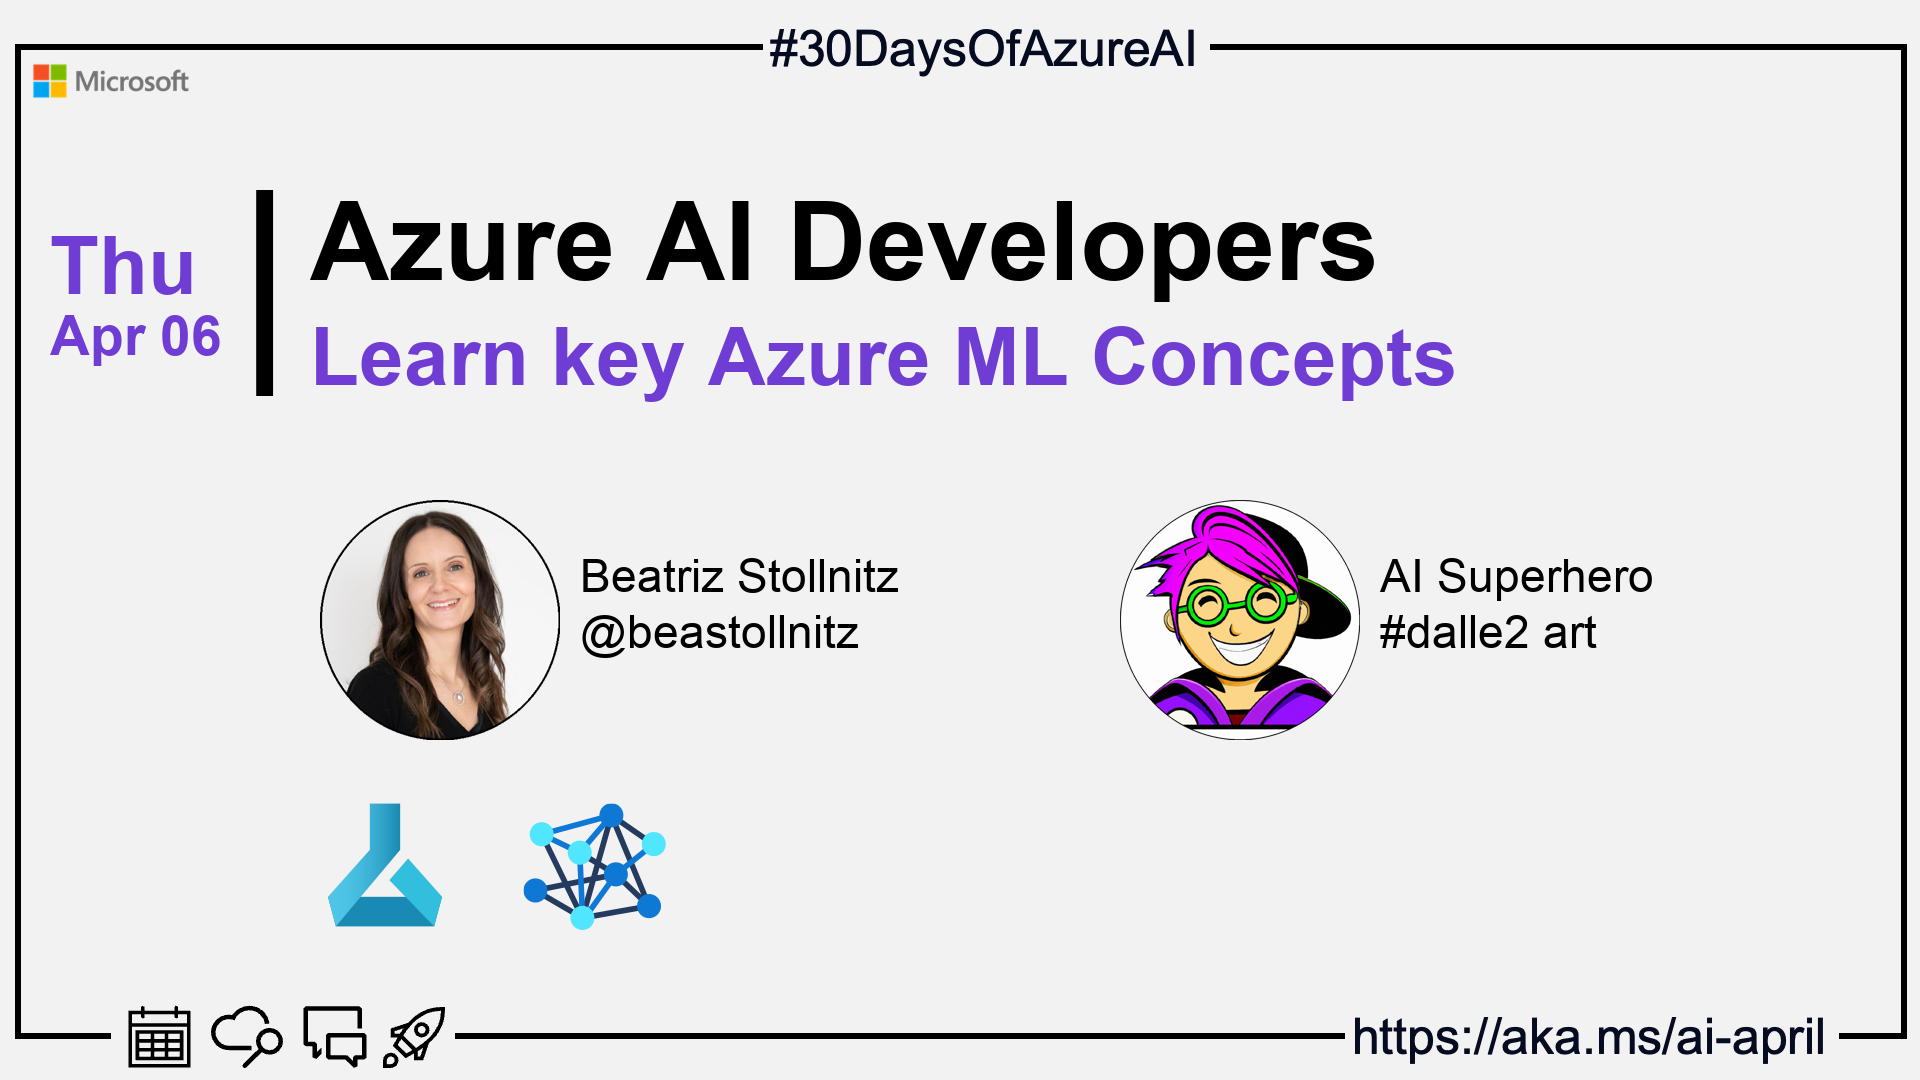 #30DaysOfAzureAI
Microsoft
Thu
Apr 06
Azure AI Developers
Learn key Azure ML Concepts
Beatriz Stollnitz
@beastollnitz
AI Superhero
#dalle2 art
https://aka.ms/ai-april